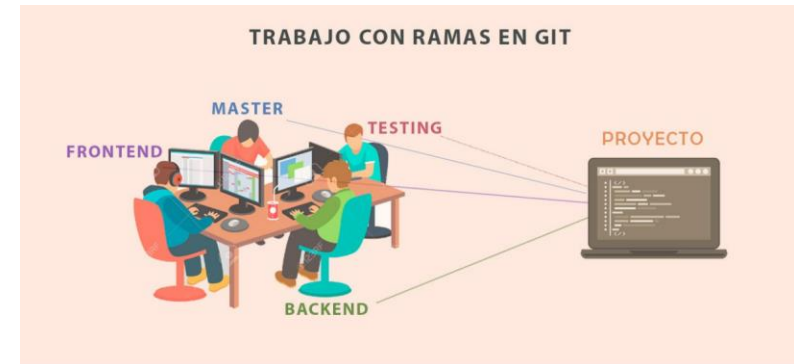 TRABAJO CON RAMAS EN GIT
MASTER
TESTING
FRONTEND
PROYECTO
BACKEND